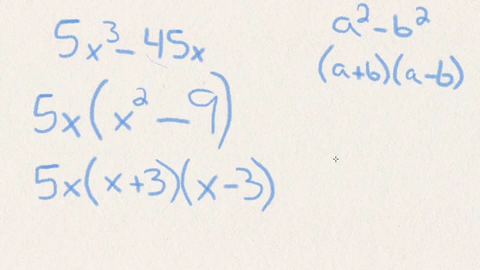 5x³-45x
5x(x²-9)
5x(x+3)(x-3)
a²-b²
(a+b)(a-b)